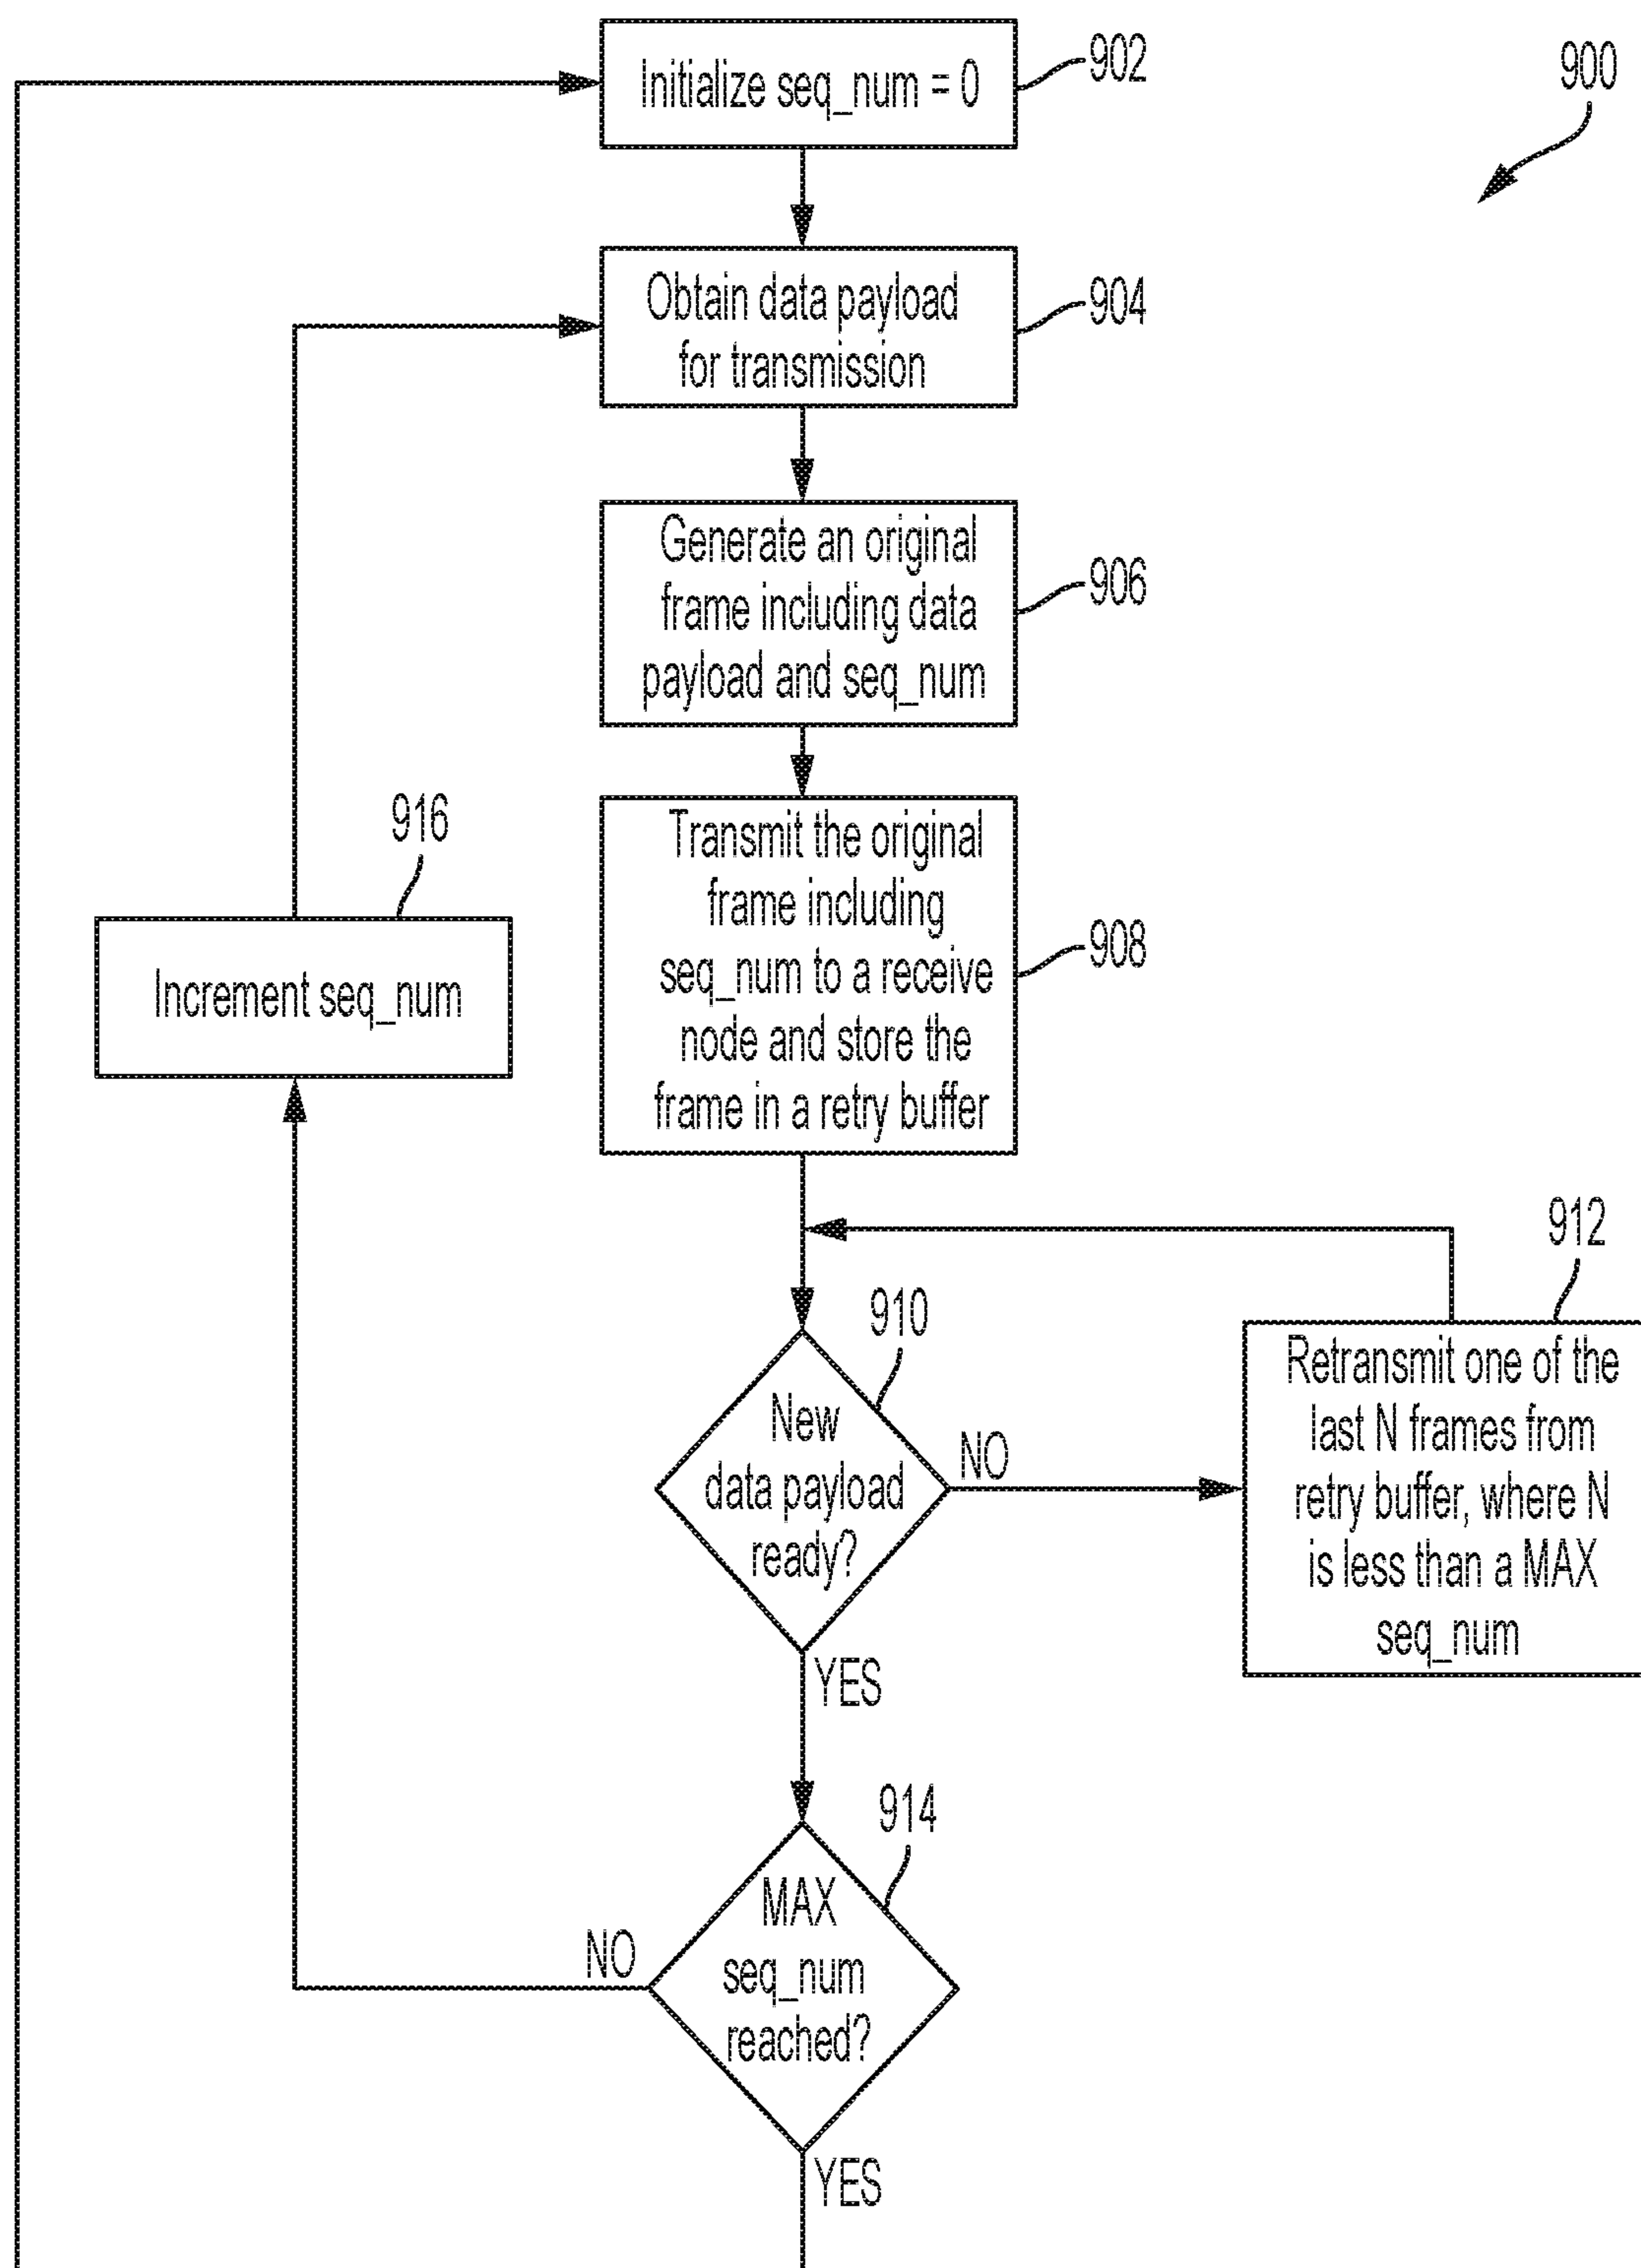 Initialize seq_num = 0
902
900
Obtain data payload
for transmission
904
Generate an original
frame including data
payload and seq_num
906
Transmit the original
frame including
seq_num to a receive
node and store the
frame in a retry buffer
908
916
Increment seq_num
910
New
data payload
ready?
NO
YES
912
Retransmit one of the
last N frames from
retry buffer, where N
is less than a MAX
seq_num
914
MAX
seq_num
reached?
NO
YES